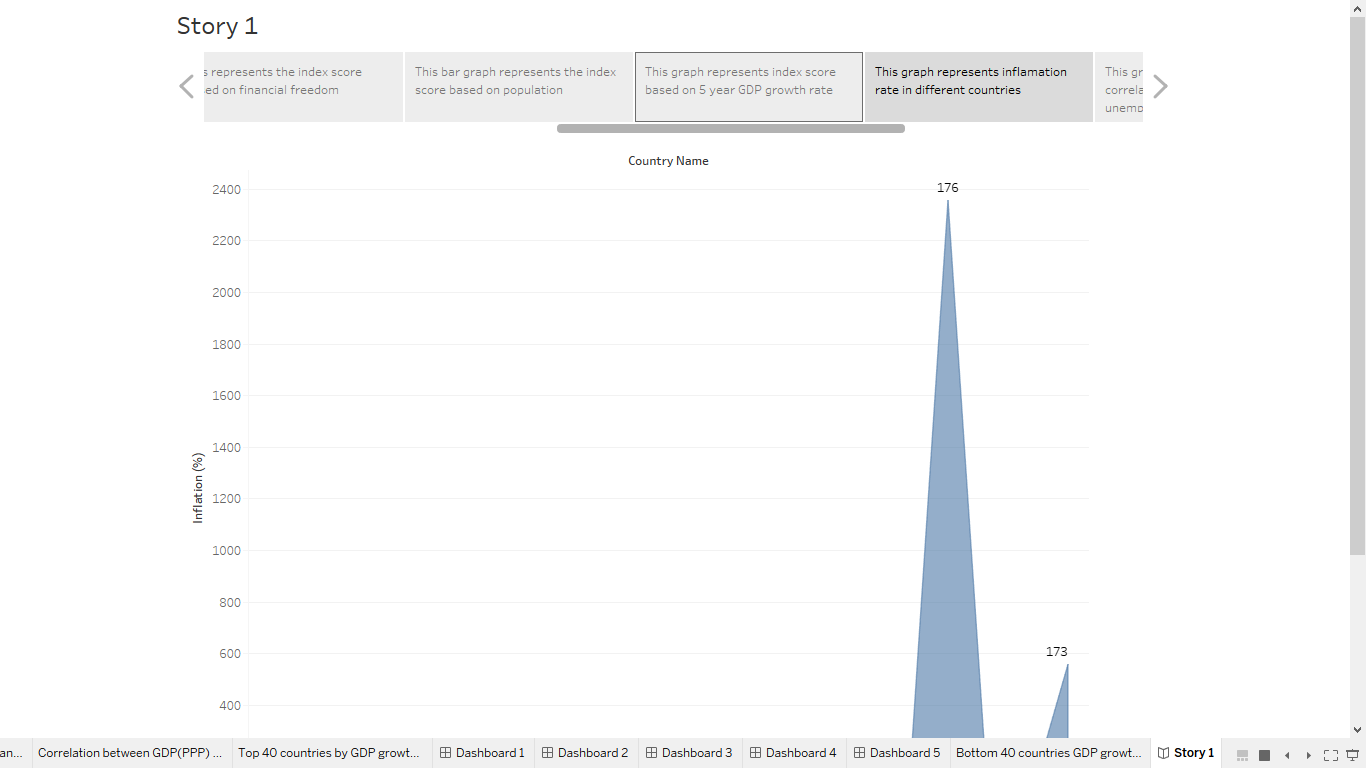 Story 1
s represents the index score
ed on financial freedom
This bar graph represents the index
score based on population
This graph represents index score
based on 5 year GDP growth rate
This graph represents inflamation
rate in different countries
This gr
correla
unemp
Country Name
2400
2200
2000
1800
1600
1400
1200
1000
800
600
400
Inflation (%)
176
173
an...
Correlation between GDP(PPP) ...
Top 40 countries by GDP growt...
Dashboard 1
Dashboard 2
Dashboard 3
Dashboard 4
Dashboard 5
Bottom 40 countries GDP growt...
Story 1